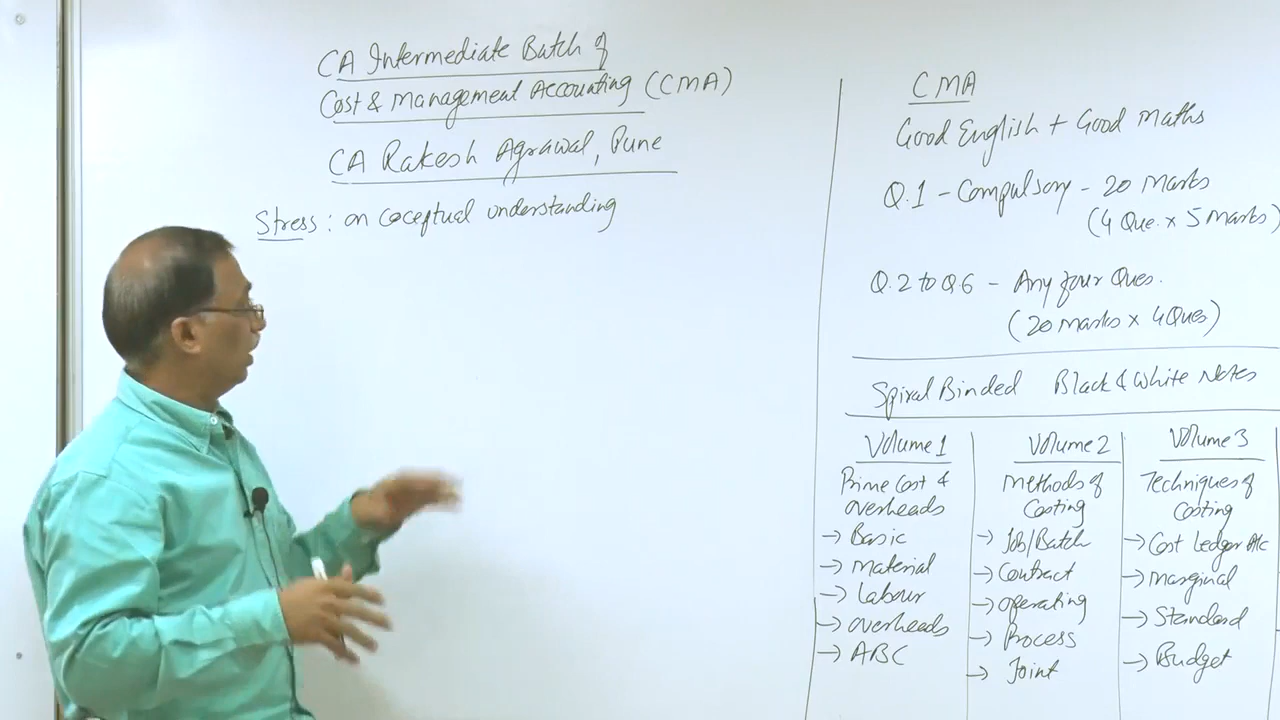 CA Intermediate Batch of
Cost & Management Accounting (CMA)
CA Rakesh Agrawal, Pune
Stress: on coceptual understanding
CMA
Good English + Good Maths
Q.1 - Compulsory - 20 Marks
(4 Que. x 5 Marks)
Q.2 to Q6 - Any four Ques.
(20 Marks x 4 Ques)
Spiral Binded Black & White Notes
Volume 1
Prime Cost &
overheads
→ Basic
→ Material
→ Labour
→ overheads
→ ABC
Volume 2
Methods of
Costing
→ Job/Batch
→ Contract
→ operating
→ Process
→ Joint
Volume 3
Techniques of
Costing
→ Cost Ledger A/c
→ Marginal
→ Standard
→ Budget